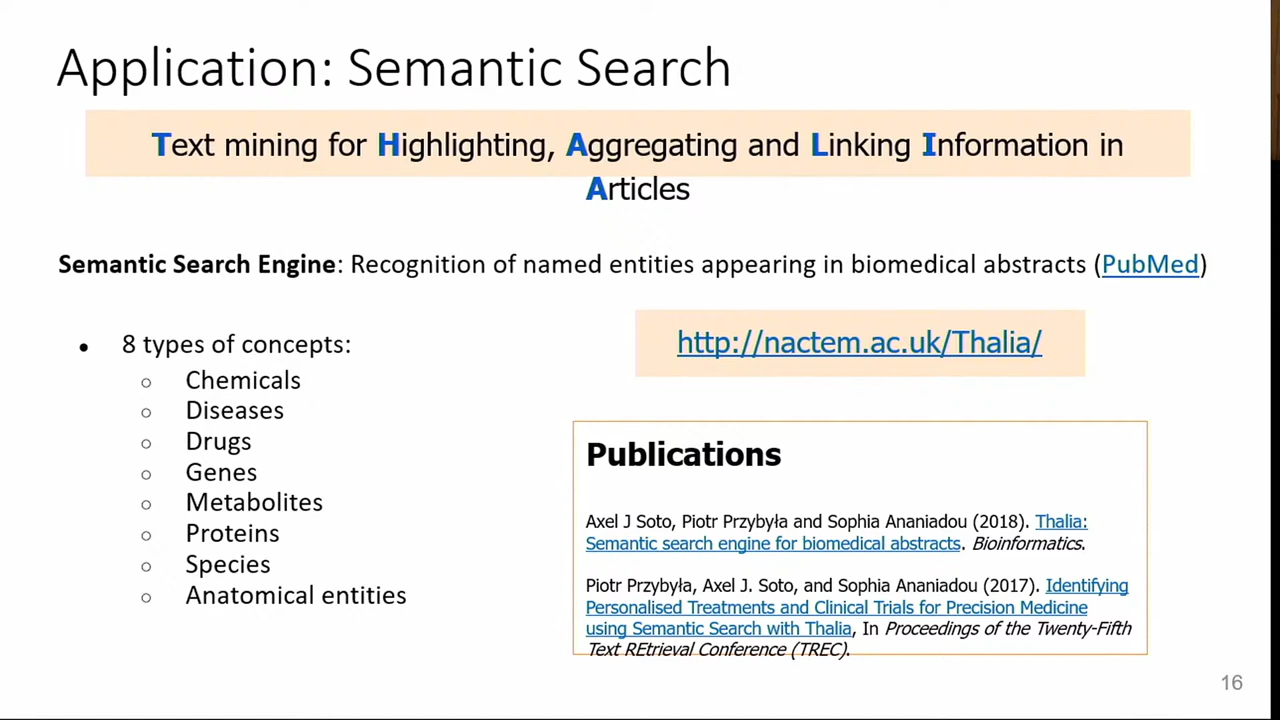 Application: Semantic Search
Text mining for Highlighting, Aggregating and Linking Information in
Articles
Semantic Search Engine: Recognition of named entities appearing in biomedical abstracts (PubMed)
● 8 types of concepts:
○ Chemicals
○ Diseases
○ Drugs
○ Genes
○ Metabolites
○ Proteins
○ Species
○ Anatomical entities
http://nactem.ac.uk/Thalia/
Publications
Axel J Soto, Piotr Przybyła and Sophia Ananiadou (2018). Thalia:
Semantic search engine for biomedical abstracts. Bioinformatics.
Piotr Przybyła, Axel J. Soto, and Sophia Ananiadou (2017). Identifying
Personalised Treatments and Clinical Trials for Precision Medicine
using Semantic Search with Thalia, In Proceedings of the Twenty-Fifth
Text REtrieval Conference (TREC).
16